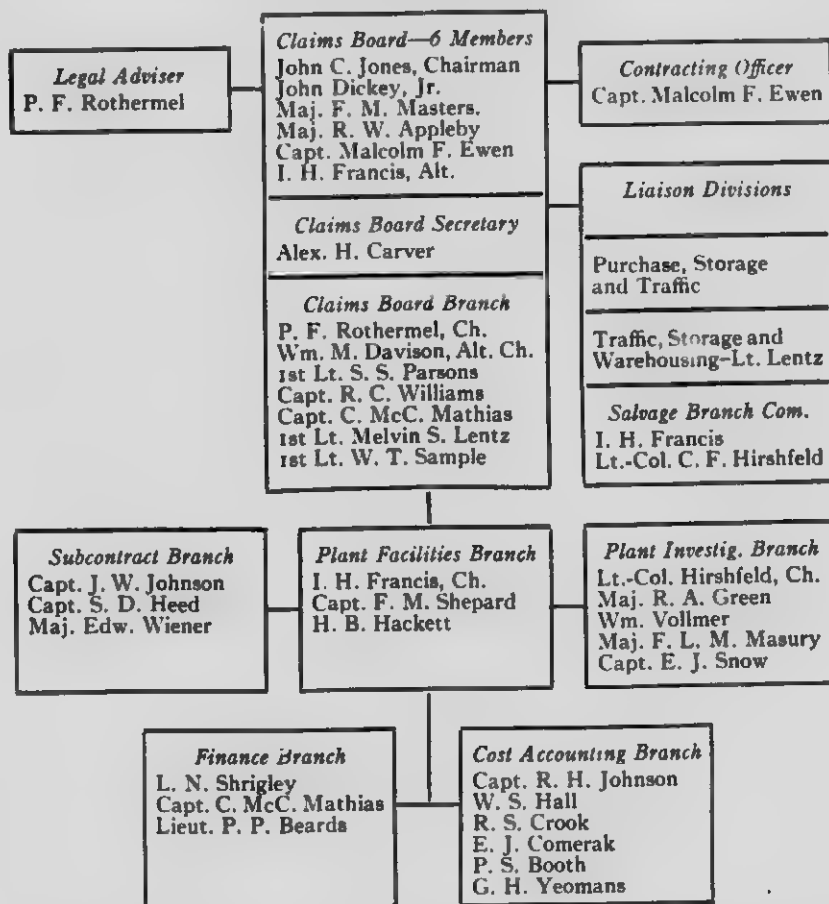 Legal Adviser
P. F. Rothermel
Claims Board—6 Members
John C. Jones, Chairman
John Dickey, Jr.
Maj. F. M. Masters.
Maj. R. W. Appleby
Capt. Malcolm F. Ewen
I. H. Francis, Alt.
Claims Board Secretary
Alex. H. Carver
Claims Board Branch
P. F. Rothermel, Ch.
Wm. M. Davison, Alt. Ch.
1st Lt. S. S. Parsons
Capt. R. C. Williams
Capt. C. McC. Mathias
1st Lt. Melvin S. Lentz
1st Lt. W. T. Sample
Contracting Officer
Capt. Malcolm F. Ewen
Liaison Divisions
Purchase, Storage
and Traffic
Traffic, Storage and
Warehousing–Lt. Lentz
Salvage Branch Com.
I. H. Francis
Lt.-Col. C. F. Hirshfeld
Subcontract Branch
Capt. J. W. Johnson
Capt. S. D. Heed
Maj. Edw. Wiener
Plant Facilities Branch
I. H. Francis, Ch.
Capt. F. M. Shepard
H. B. Hackett
Plant Investig. Branch
Lt.-Col. Hirshfeld, Ch.
Maj. R. A. Green
Wm. Vollmer
Maj. F. L. M. Masury
Capt. E. J. Snow
Finance Branch
L. N. Shrigley
Capt. C. McC. Mathias
Lieut. P. P. Beards
Cost Accounting Branch
Capt. R. H. Johnson
W. S. Hall
R. S. Crook
E. J. Comerak
P. S. Booth
G. H. Yeomans